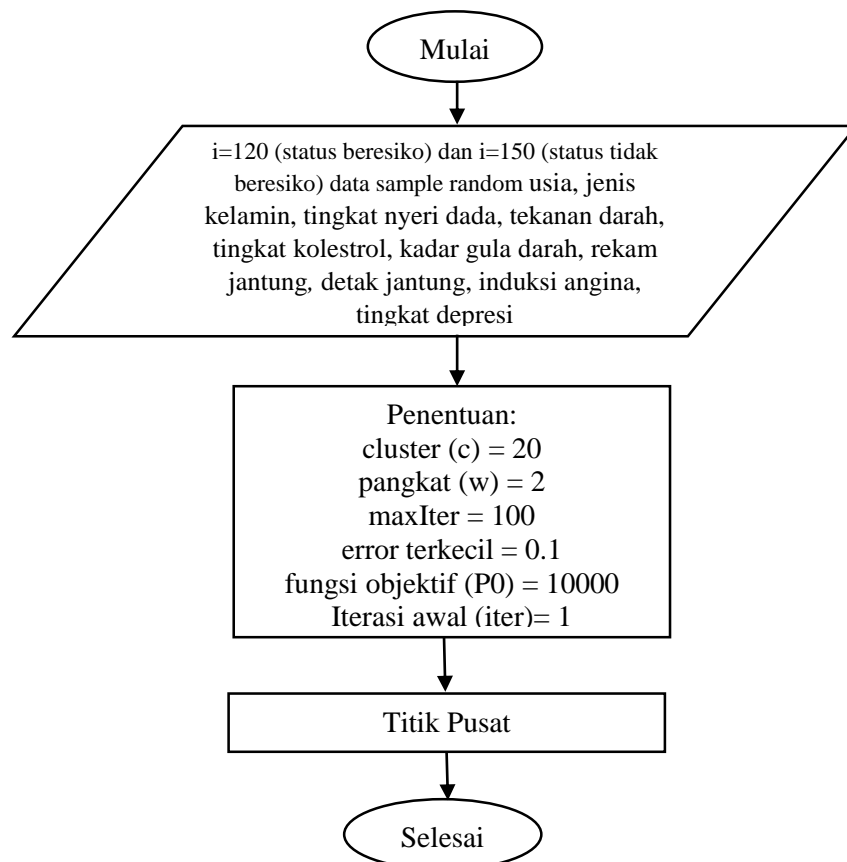 Mulai
i=120 (status beresiko) dan i=150 (status tidak
beresiko) data sample random usia, jenis
kelamin, tingkat nyeri dada, tekanan darah,
tingkat kolestrol, kadar gula darah, rekam
jantung, detak jantung, induksi angina,
tingkat depresi
Penentuan:
cluster (c) = 20
pangkat (w) = 2
maxIter = 100
error terkecil = 0.1
fungsi objektif (P0) = 10000
Iterasi awal (iter)= 1
Titik Pusat
Selesai